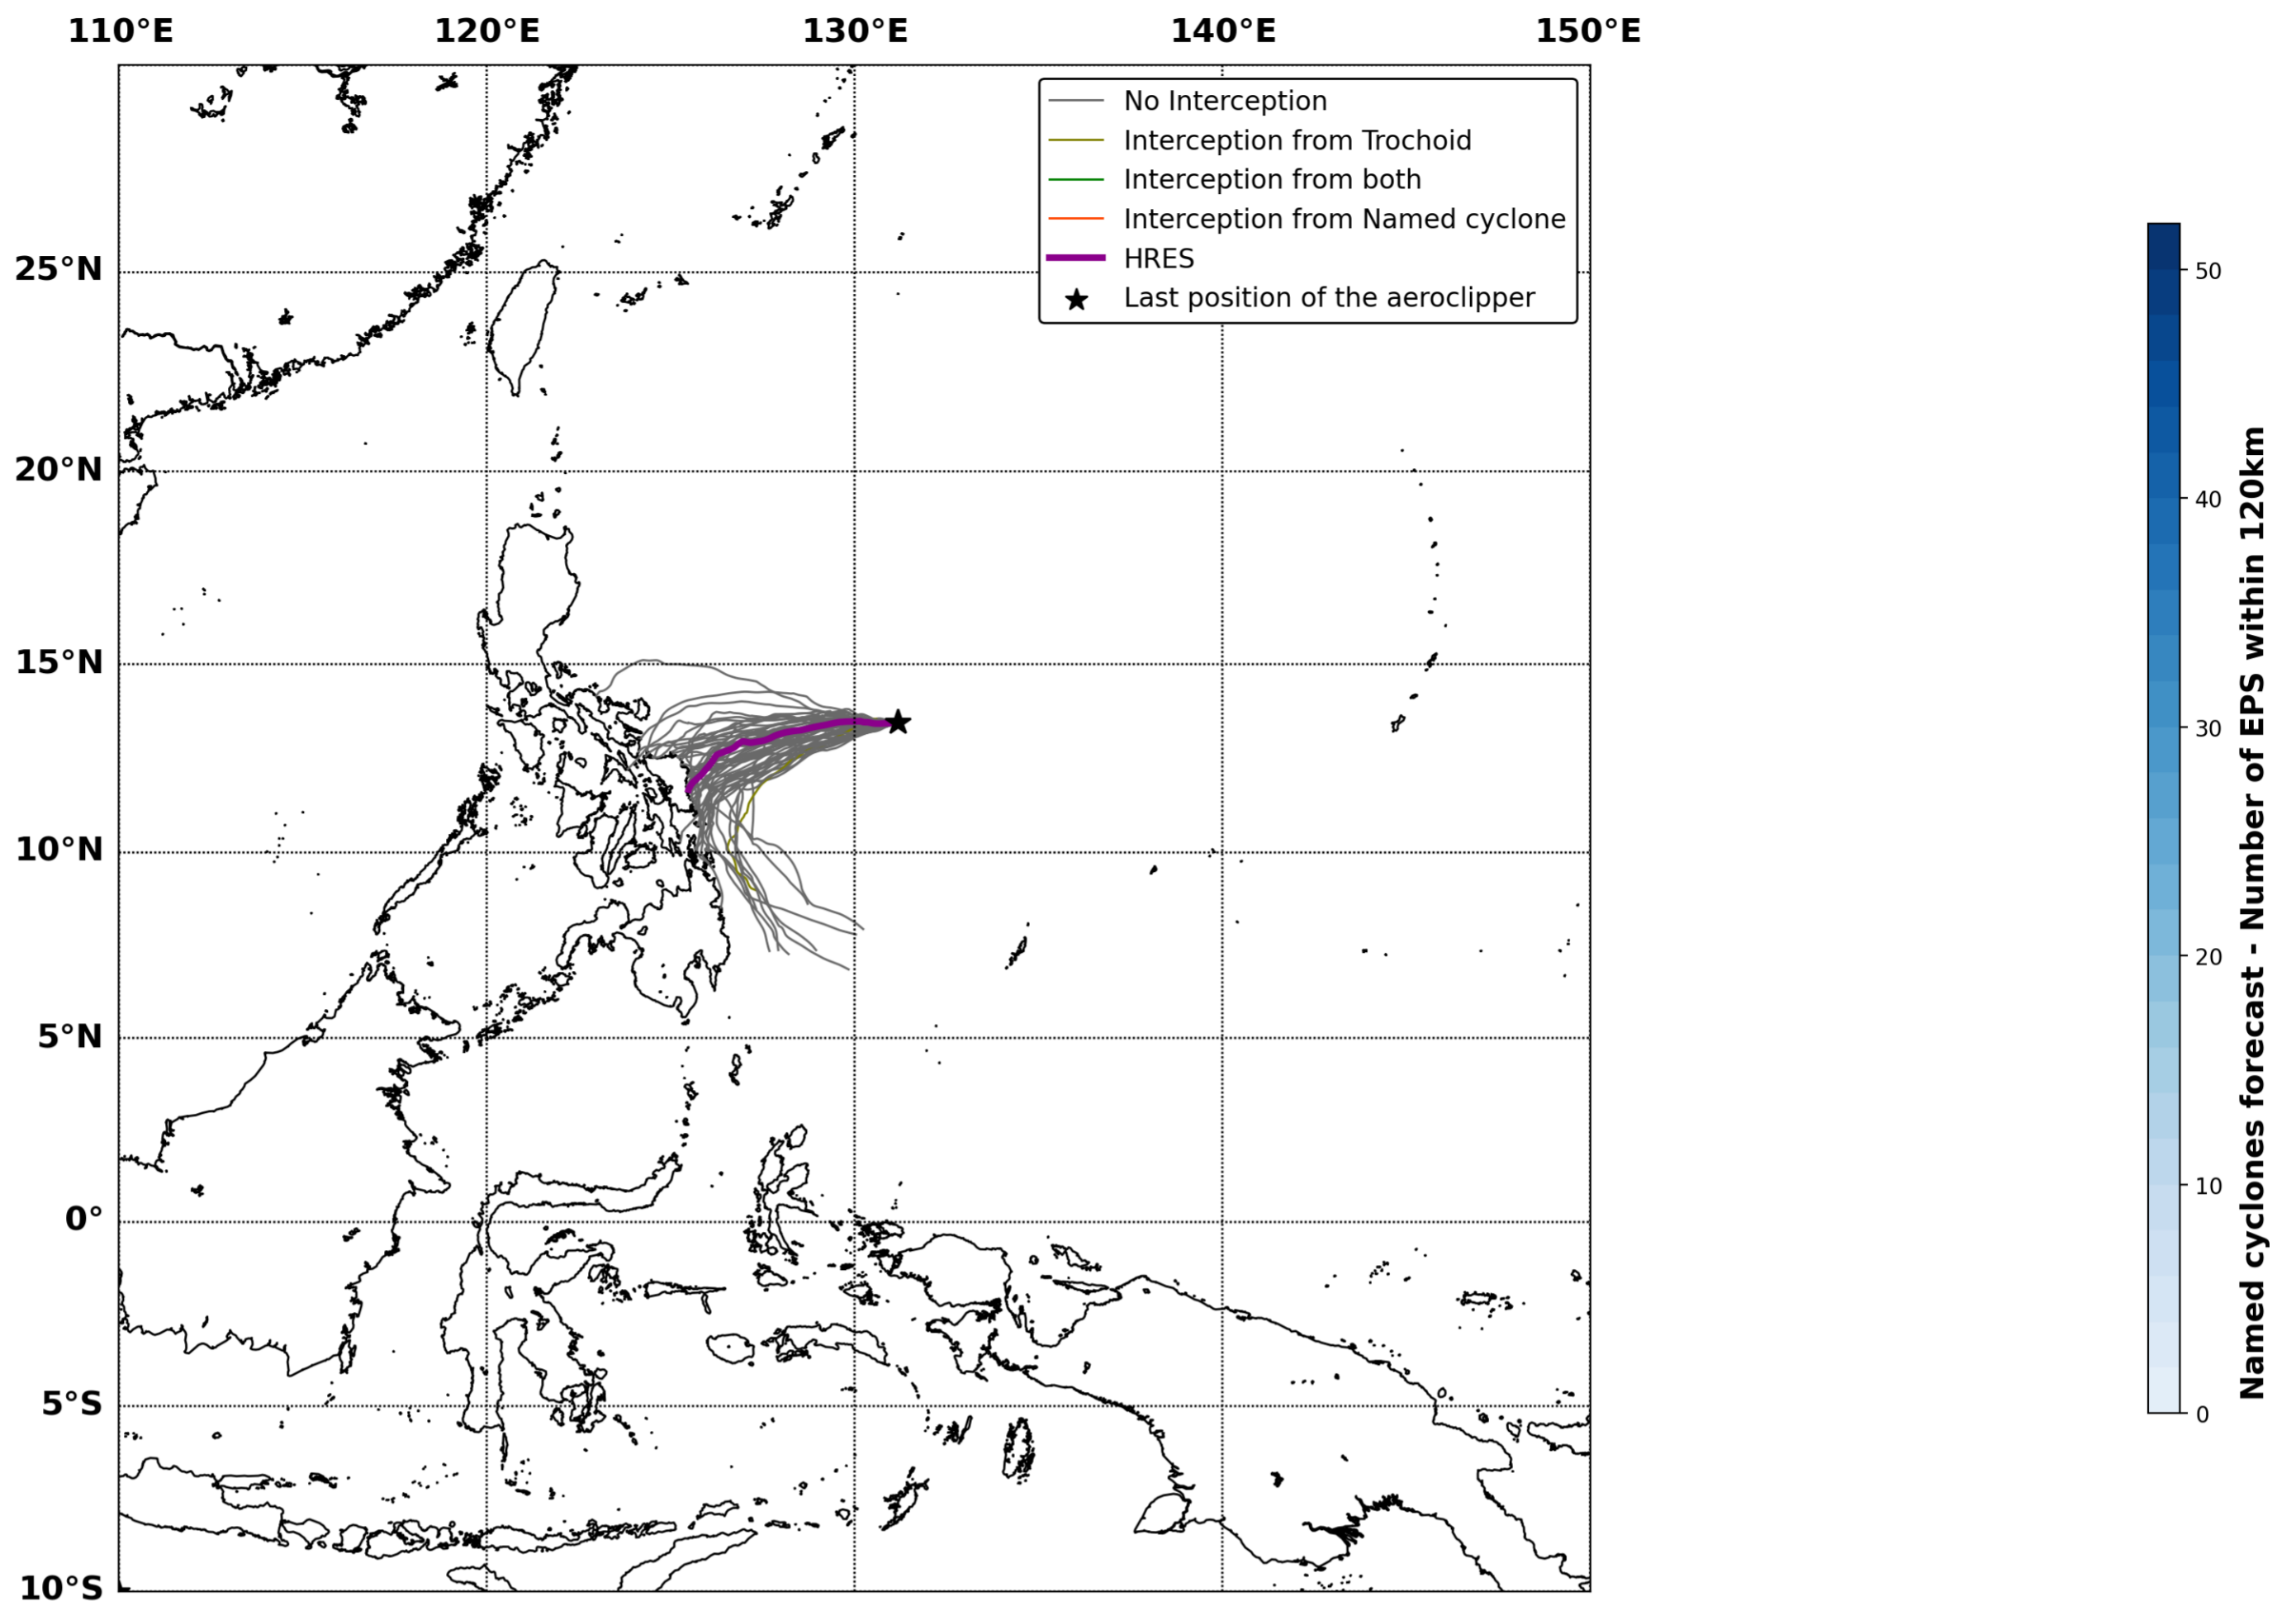 110°E 120°E 130°E 140°E 150°E
No Interception
Interception from Trochoid
Interception from both
Interception from Named cyclone
HRES
Last position of the aeroclipper
25°N
20°N
15°N
10°N
5°N
0°
5°S
10°S
50
40
30
20
10
0
Named cyclones forecast - Number of EPS within 120km